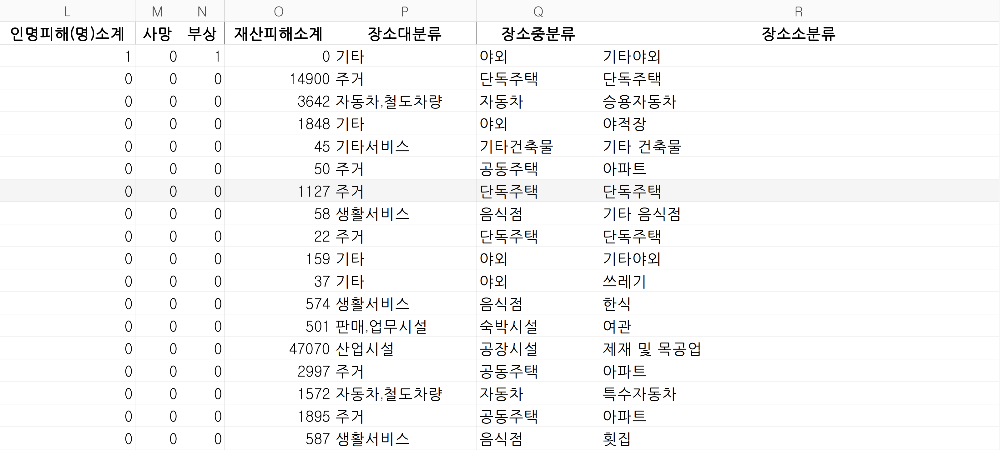 L M N O P Q R
인명피해(명)소계 사망 부상 재산피해소계 장소대분류 장소중분류 장소소분류
1 0 1 0 기타 야외 기타야외
0 0 0 14900 주거 단독주택 단독주택
0 0 0 3642 자동차,철도차량 자동차 승용자동차
0 0 0 1848 기타 야외 야적장
0 0 0 45 기타서비스 기타건축물 기타 건축물
0 0 0 50 주거 공동주택 아파트
0 0 0 1127 주거 단독주택 단독주택
0 0 0 58 생활서비스 음식점 기타 음식점
0 0 0 22 주거 단독주택 단독주택
0 0 0 159 기타 야외 기타야외
0 0 0 37 기타 야외 쓰레기
0 0 0 574 생활서비스 음식점 한식
0 0 0 501 판매,업무시설 숙박시설 여관
0 0 0 47070 산업시설 공장시설 제재 및 목공업
0 0 0 2997 주거 공동주택 아파트
0 0 0 1572 자동차,철도차량 자동차 특수자동차
0 0 0 1895 주거 공동주택 아파트
0 0 0 587 생활서비스 음식점 횟집